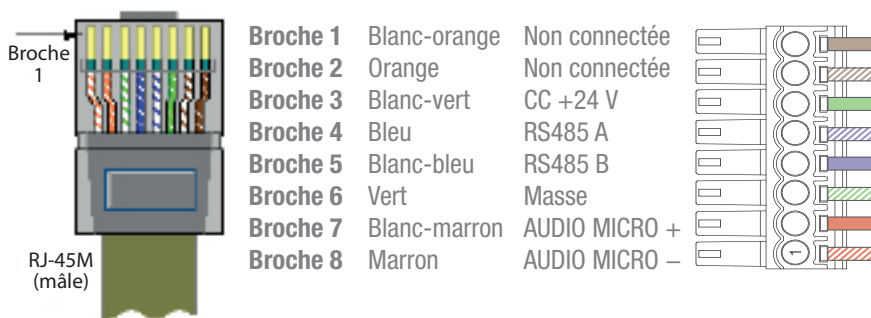 Broche 1
Broche 1 Blanc-orange Non connectée
Broche 2 Orange Non connectée
Broche 3 Blanc-vert CC +24 V
Broche 4 Bleu RS485 A
Broche 5 Blanc-bleu RS485 B
Broche 6 Vert Masse
Broche 7 Blanc-marron AUDIO MICRO +
Broche 8 Marron AUDIO MICRO –
1
RJ-45M
(mâle)